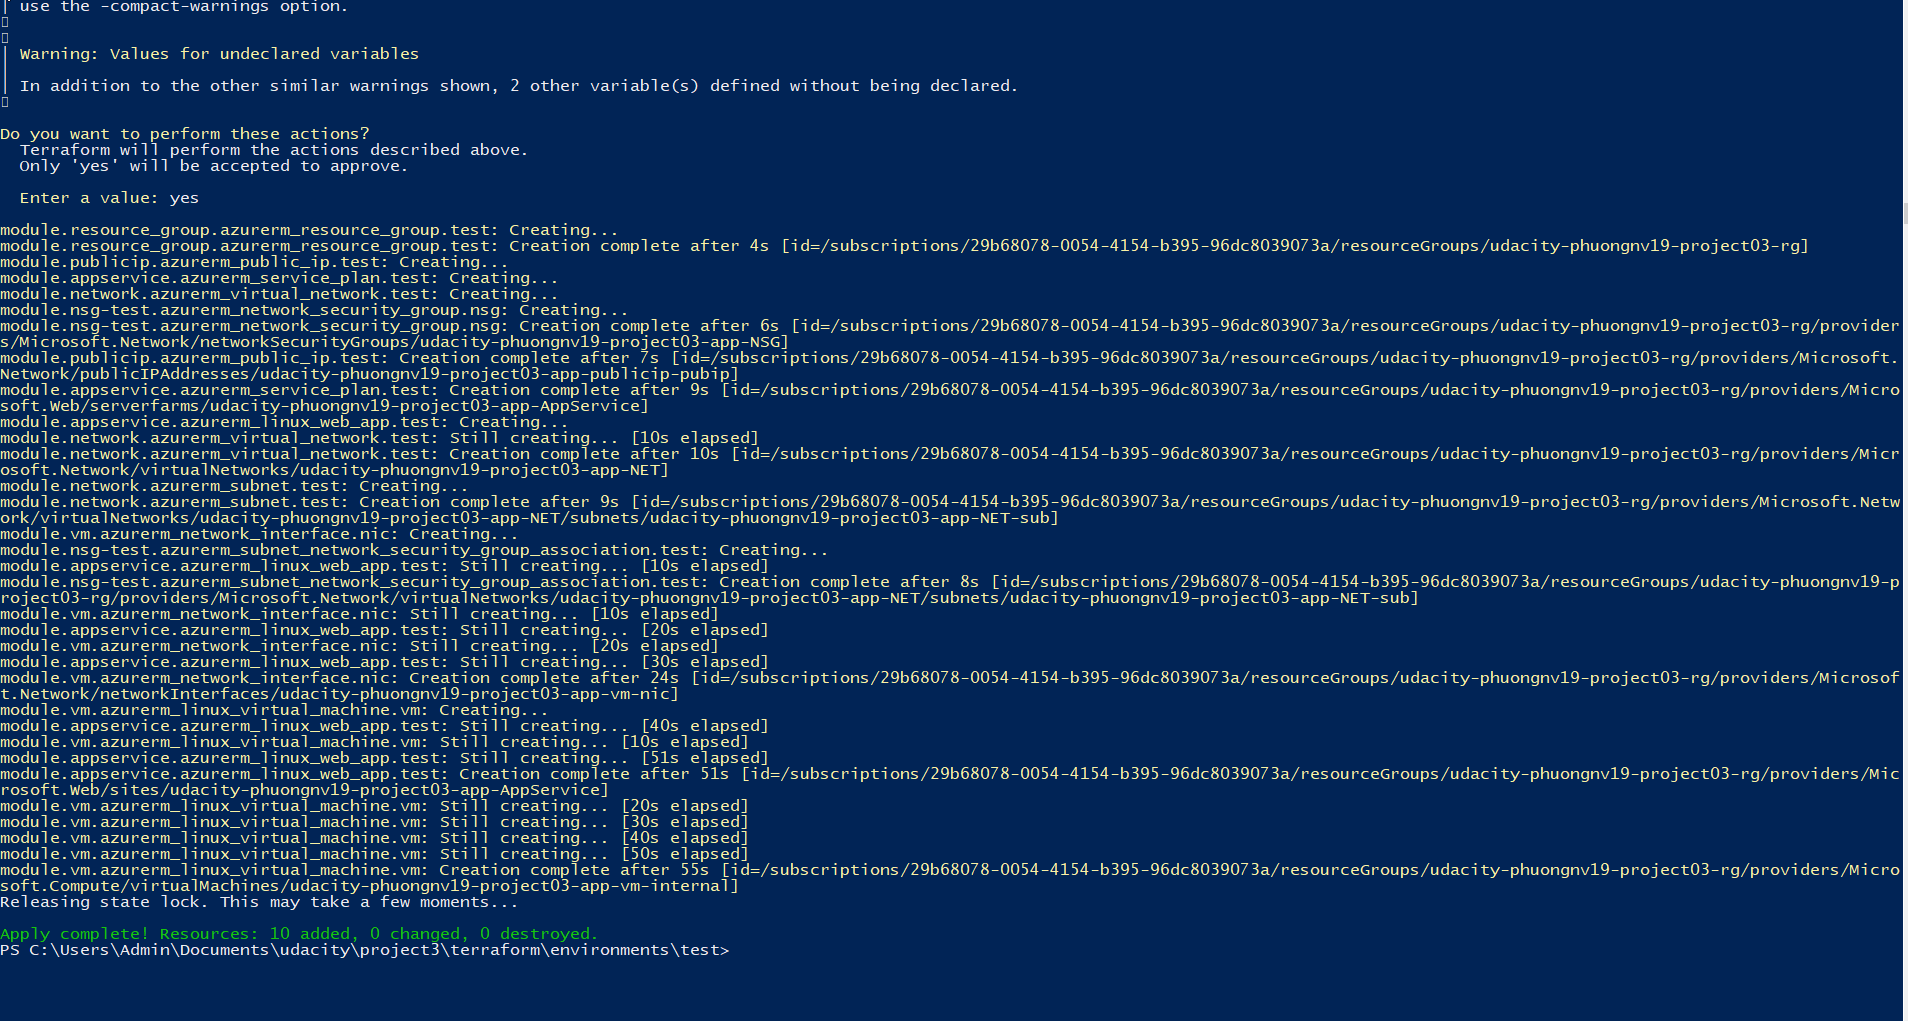 use the -compact-warnings option.
Warning: Values for undeclared variables
In addition to the other similar warnings shown, 2 other variable(s) defined without being declared.
Do you want to perform these actions?
Terraform will perform the actions described above.
Only 'yes' will be accepted to approve.
Enter a value: yes
module.resource_group.azurerm_resource_group.test: Creating...
module.resource_group.azurerm_resource_group.test: Creation complete after 4s [id=/subscriptions/29b68078-0054-4154-b395-96dc8039073a/resourceGroups/udacity-phuongnv19-project03-rg]
module.publicip.azurerm_public_ip.test: Creating...
module.appservice.azurerm_service_plan.test: Creating...
module.network.azurerm_virtual_network.test: Creating...
module.nsg-test.azurerm_network_security_group.nsg: Creating...
module.nsg-test.azurerm_network_security_group.nsg: Creation complete after 6s [id=/subscriptions/29b68078-0054-4154-b395-96dc8039073a/resourceGroups/udacity-phuongnv19-project03-rg/provider
s/Microsoft.Network/networkSecurityGroups/udacity-phuongnv19-project03-app-NSG]
module.publicip.azurerm_public_ip.test: Creation complete after 7s [id=/subscriptions/29b68078-0054-4154-b395-96dc8039073a/resourceGroups/udacity-phuongnv19-project03-rg/providers/Microsoft.
Network/publicIPAddresses/udacity-phuongnv19-project03-app-publicip-pubip]
module.appservice.azurerm_service_plan.test: Creation complete after 9s [id=/subscriptions/29b68078-0054-4154-b395-96dc8039073a/resourceGroups/udacity-phuongnv19-project03-rg/providers/Micro
soft.Web/serverfarms/udacity-phuongnv19-project03-app-AppService]
module.appservice.azurerm_linux_web_app.test: Creating...
module.network.azurerm_virtual_network.test: Still creating... [10s elapsed]
module.network.azurerm_virtual_network.test: Creation complete after 10s [id=/subscriptions/29b68078-0054-4154-b395-96dc8039073a/resourceGroups/udacity-phuongnv19-project03-rg/providers/Micr
osoft.Network/virtualNetworks/udacity-phuongnv19-project03-app-NET]
module.network.azurerm_subnet.test: Creating...
module.network.azurerm_subnet.test: Creation complete after 9s [id=/subscriptions/29b68078-0054-4154-b395-96dc8039073a/resourceGroups/udacity-phuongnv19-project03-rg/providers/Microsoft.Netw
ork/virtualNetworks/udacity-phuongnv19-project03-app-NET/subnets/udacity-phuongnv19-project03-app-NET-sub]
module.vm.azurerm_network_interface.nic: Creating...
module.nsg-test.azurerm_subnet_network_security_group_association.test: Creating...
module.appservice.azurerm_linux_web_app.test: Still creating... [10s elapsed]
module.nsg-test.azurerm_subnet_network_security_group_association.test: Creation complete after 8s [id=/subscriptions/29b68078-0054-4154-b395-96dc8039073a/resourceGroups/udacity-phuongnv19-p
roject03-rg/providers/Microsoft.Network/virtualNetworks/udacity-phuongnv19-project03-app-NET/subnets/udacity-phuongnv19-project03-app-NET-sub]
module.vm.azurerm_network_interface.nic: Still creating... [10s elapsed]
module.appservice.azurerm_linux_web_app.test: Still creating... [20s elapsed]
module.vm.azurerm_network_interface.nic: Still creating... [20s elapsed]
module.appservice.azurerm_linux_web_app.test: Still creating... [30s elapsed]
module.vm.azurerm_network_interface.nic: Creation complete after 24s [id=/subscriptions/29b68078-0054-4154-b395-96dc8039073a/resourceGroups/udacity-phuongnv19-project03-rg/providers/Microsof
t.Network/networkInterfaces/udacity-phuongnv19-project03-app-vm-nic]
module.vm.azurerm_linux_virtual_machine.vm: Creating...
module.appservice.azurerm_linux_web_app.test: Still creating... [40s elapsed]
module.vm.azurerm_linux_virtual_machine.vm: Still creating... [10s elapsed]
module.appservice.azurerm_linux_web_app.test: Still creating... [51s elapsed]
module.appservice.azurerm_linux_web_app.test: Creation complete after 51s [id=/subscriptions/29b68078-0054-4154-b395-96dc8039073a/resourceGroups/udacity-phuongnv19-project03-rg/providers/Mic
rosoft.Web/sites/udacity-phuongnv19-project03-app-AppService]
module.vm.azurerm_linux_virtual_machine.vm: Still creating... [20s elapsed]
module.vm.azurerm_linux_virtual_machine.vm: Still creating... [30s elapsed]
module.vm.azurerm_linux_virtual_machine.vm: Still creating... [40s elapsed]
module.vm.azurerm_linux_virtual_machine.vm: Still creating... [50s elapsed]
module.vm.azurerm_linux_virtual_machine.vm: Creation complete after 55s [id=/subscriptions/29b68078-0054-4154-b395-96dc8039073a/resourceGroups/udacity-phuongnv19-project03-rg/providers/Micro
soft.Compute/virtualMachines/udacity-phuongnv19-project03-app-vm-internal]
Releasing state lock. This may take a few moments...
Apply complete! Resources: 10 added, 0 changed, 0 destroyed.
PS C:\Users\Admin\Documents\udacity\project3\terraform\environments\test>